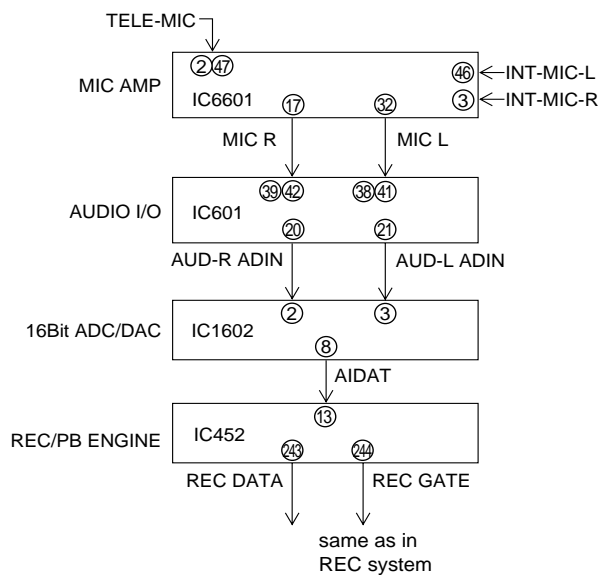 TELE-MIC
2 47
46 INT-MIC-L
MIC AMP
IC6601
3 INT-MIC-R
17 32
MIC R MIC L
39 42 38 41
AUDIO I/O IC601
20 21
AUD-R ADIN AUD-L ADIN
2 3
16Bit ADC/DAC IC1602
8
AIDAT
13
REC/PB ENGINE IC452
243 244
REC DATA REC GATE
same as in
REC system